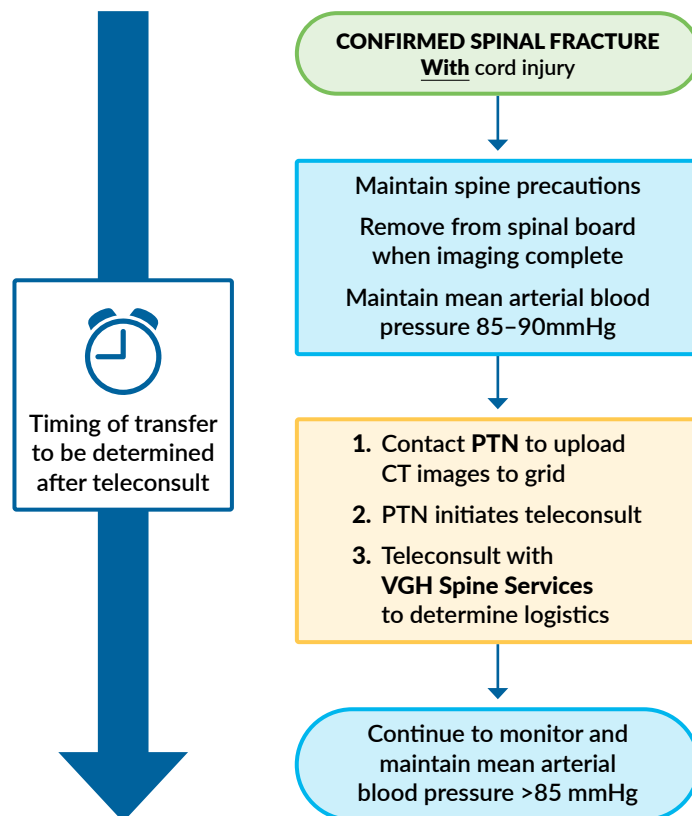 CONFIRMED SPINAL FRACTURE
With cord injury
Maintain spine precautions
Remove from spinal board
when imaging complete
Maintain mean arterial blood
pressure 85–90mmHg
Timing of transfer
to be determined
after teleconsult
1. Contact PTN to upload
CT images to grid
2. PTN initiates teleconsult
3. Teleconsult with
VGH Spine Services
to determine logistics
Continue to monitor and
maintain mean arterial
blood pressure >85 mmHg